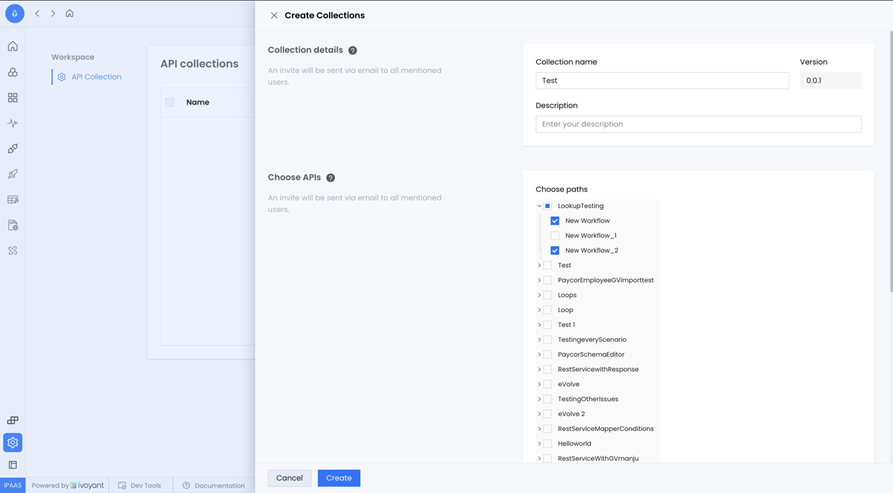 Create Collections
Workspace
API Collection
API collections
Name
Collection details
An invite will be sent via email to all mentioned
users.
Collection name
Version
Test
0.0.1
Description
Enter your description
Choose APIs
An invite will be sent via email to all mentioned
users.
Choose paths
LookupTesting
New Workflow
New Workflow_1
New Workflow_2
Test
PaycorEmployeeGVimporttest
Loops
Loop
Test 1
TestingeveryScenario
PaycorSchemaEditor
RestServicewithResponse
eVolve
TestingOtherIssues
eVolve 2
RestServiceMapperConditions
Helloworld
RestServiceWithGVmanju
Cancel
Create
iPAAS
Powered by ivoyant
Dev Tools
Documentation